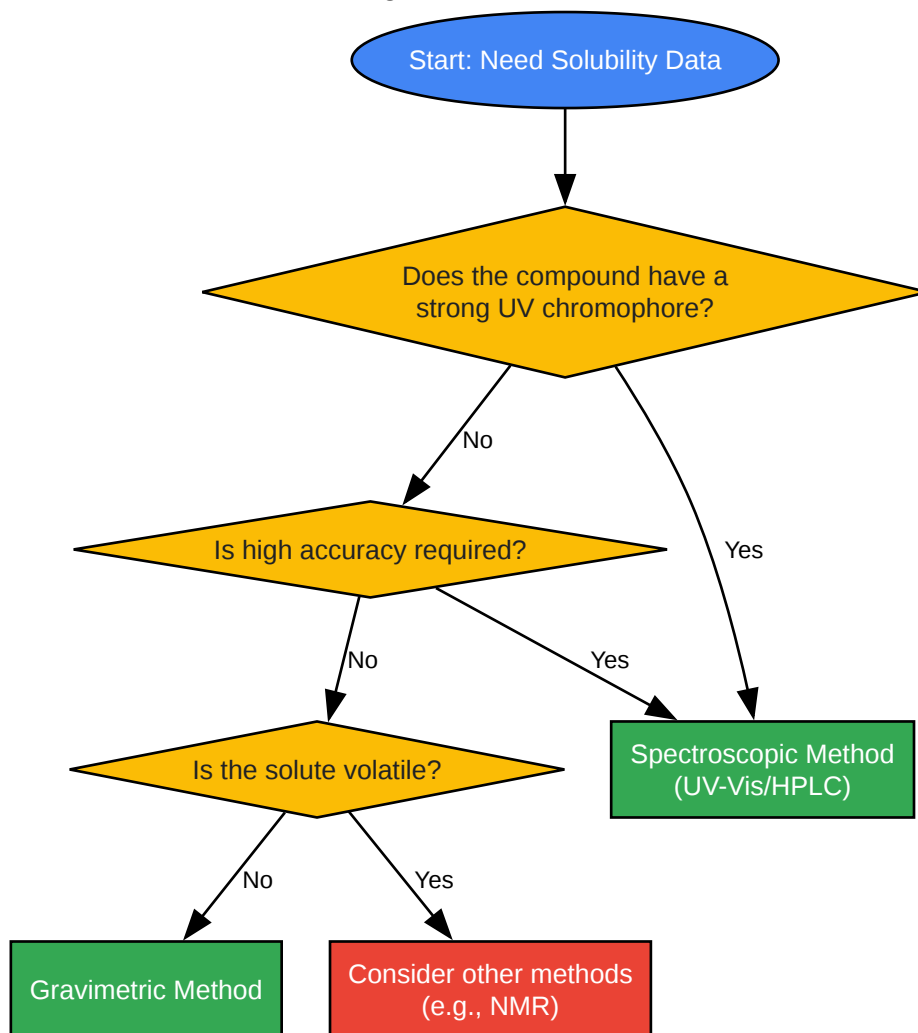 Start: Need Solubility Data
Does the compound have a
strong UV chromophore?
No
Yes
Is high accuracy required?
No
Yes
Is the solute volatile?
Spectroscopic Method
(UV-Vis/HPLC)
No
Yes
Gravimetric Method
Consider other methods
(e.g., NMR)